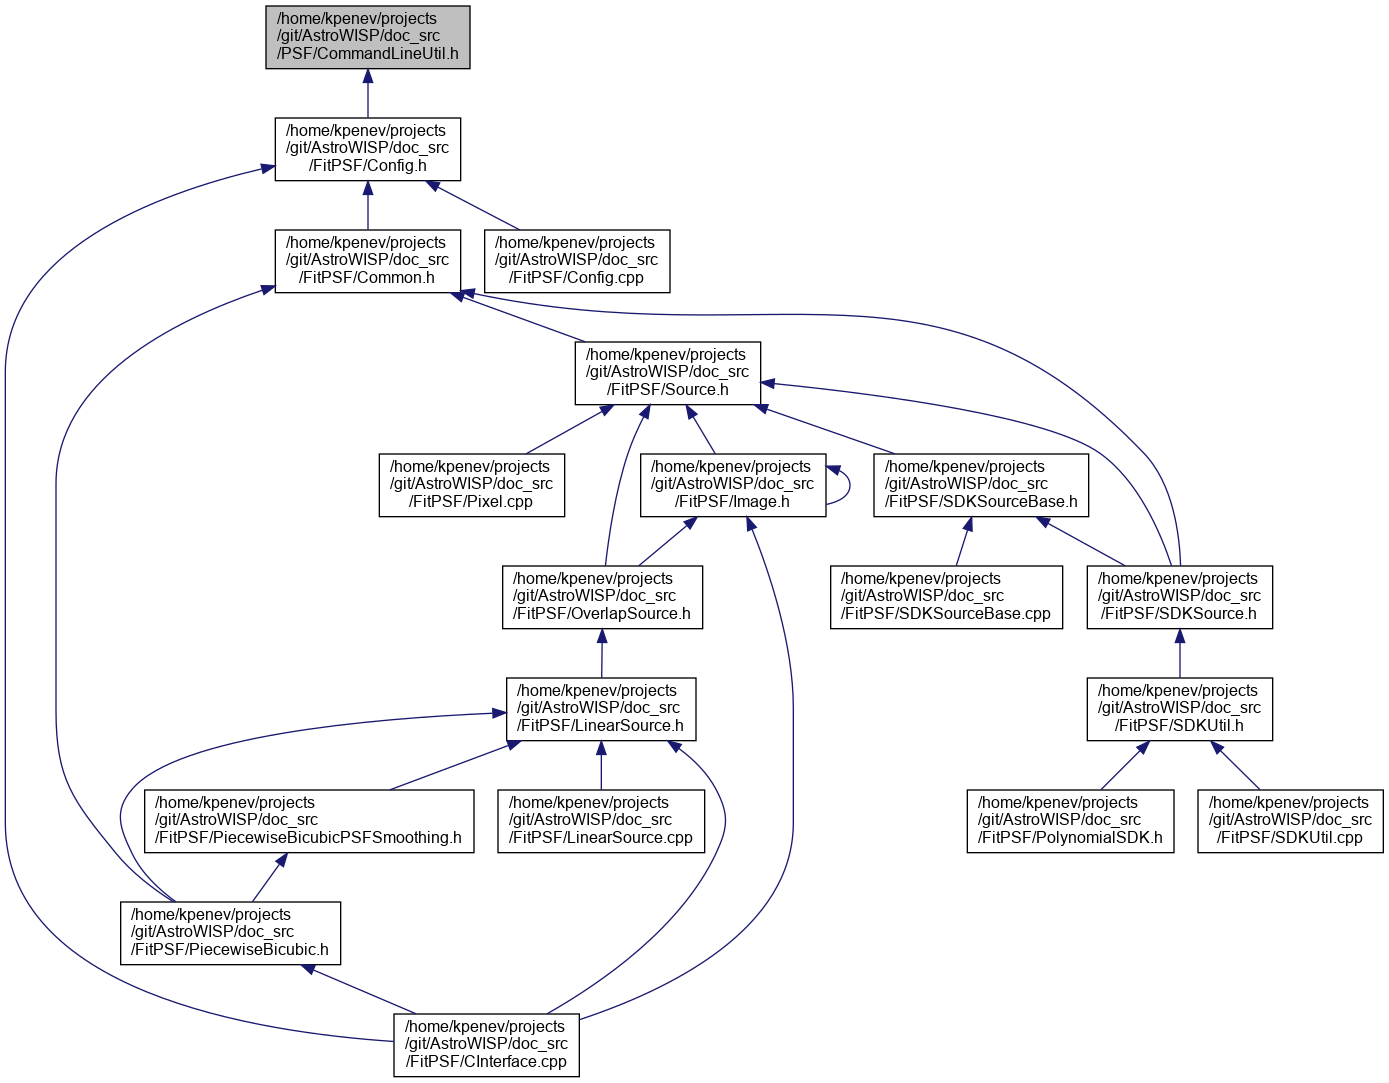 /home/kpenev/projects
/git/AstroWISP/doc_src
/PSF/CommandLineUtil.h
/home/kpenev/projects
/git/AstroWISP/doc_src
/FitPSF/Config.h
/home/kpenev/projects
/git/AstroWISP/doc_src
/FitPSF/Common.h
/home/kpenev/projects
/git/AstroWISP/doc_src
/FitPSF/Config.cpp
/home/kpenev/projects
/git/AstroWISP/doc_src
/FitPSF/Source.h
/home/kpenev/projects
/git/AstroWISP/doc_src
/FitPSF/Pixel.cpp
/home/kpenev/projects
/git/AstroWISP/doc_src
/FitPSF/Image.h
/home/kpenev/projects
/git/AstroWISP/doc_src
/FitPSF/SDKSourceBase.h
/home/kpenev/projects
/git/AstroWISP/doc_src
/FitPSF/OverlapSource.h
/home/kpenev/projects
/git/AstroWISP/doc_src
/FitPSF/SDKSourceBase.cpp
/home/kpenev/projects
/git/AstroWISP/doc_src
/FitPSF/SDKSource.h
/home/kpenev/projects
/git/AstroWISP/doc_src
/FitPSF/LinearSource.h
/home/kpenev/projects
/git/AstroWISP/doc_src
/FitPSF/SDKUtil.h
/home/kpenev/projects
/git/AstroWISP/doc_src
/FitPSF/PiecewiseBicubicPSFSmoothing.h
/home/kpenev/projects
/git/AstroWISP/doc_src
/FitPSF/LinearSource.cpp
/home/kpenev/projects
/git/AstroWISP/doc_src
/FitPSF/PolynomialSDK.h
/home/kpenev/projects
/git/AstroWISP/doc_src
/FitPSF/SDKUtil.cpp
/home/kpenev/projects
/git/AstroWISP/doc_src
/FitPSF/PiecewiseBicubic.h
/home/kpenev/projects
/git/AstroWISP/doc_src
/FitPSF/CInterface.cpp